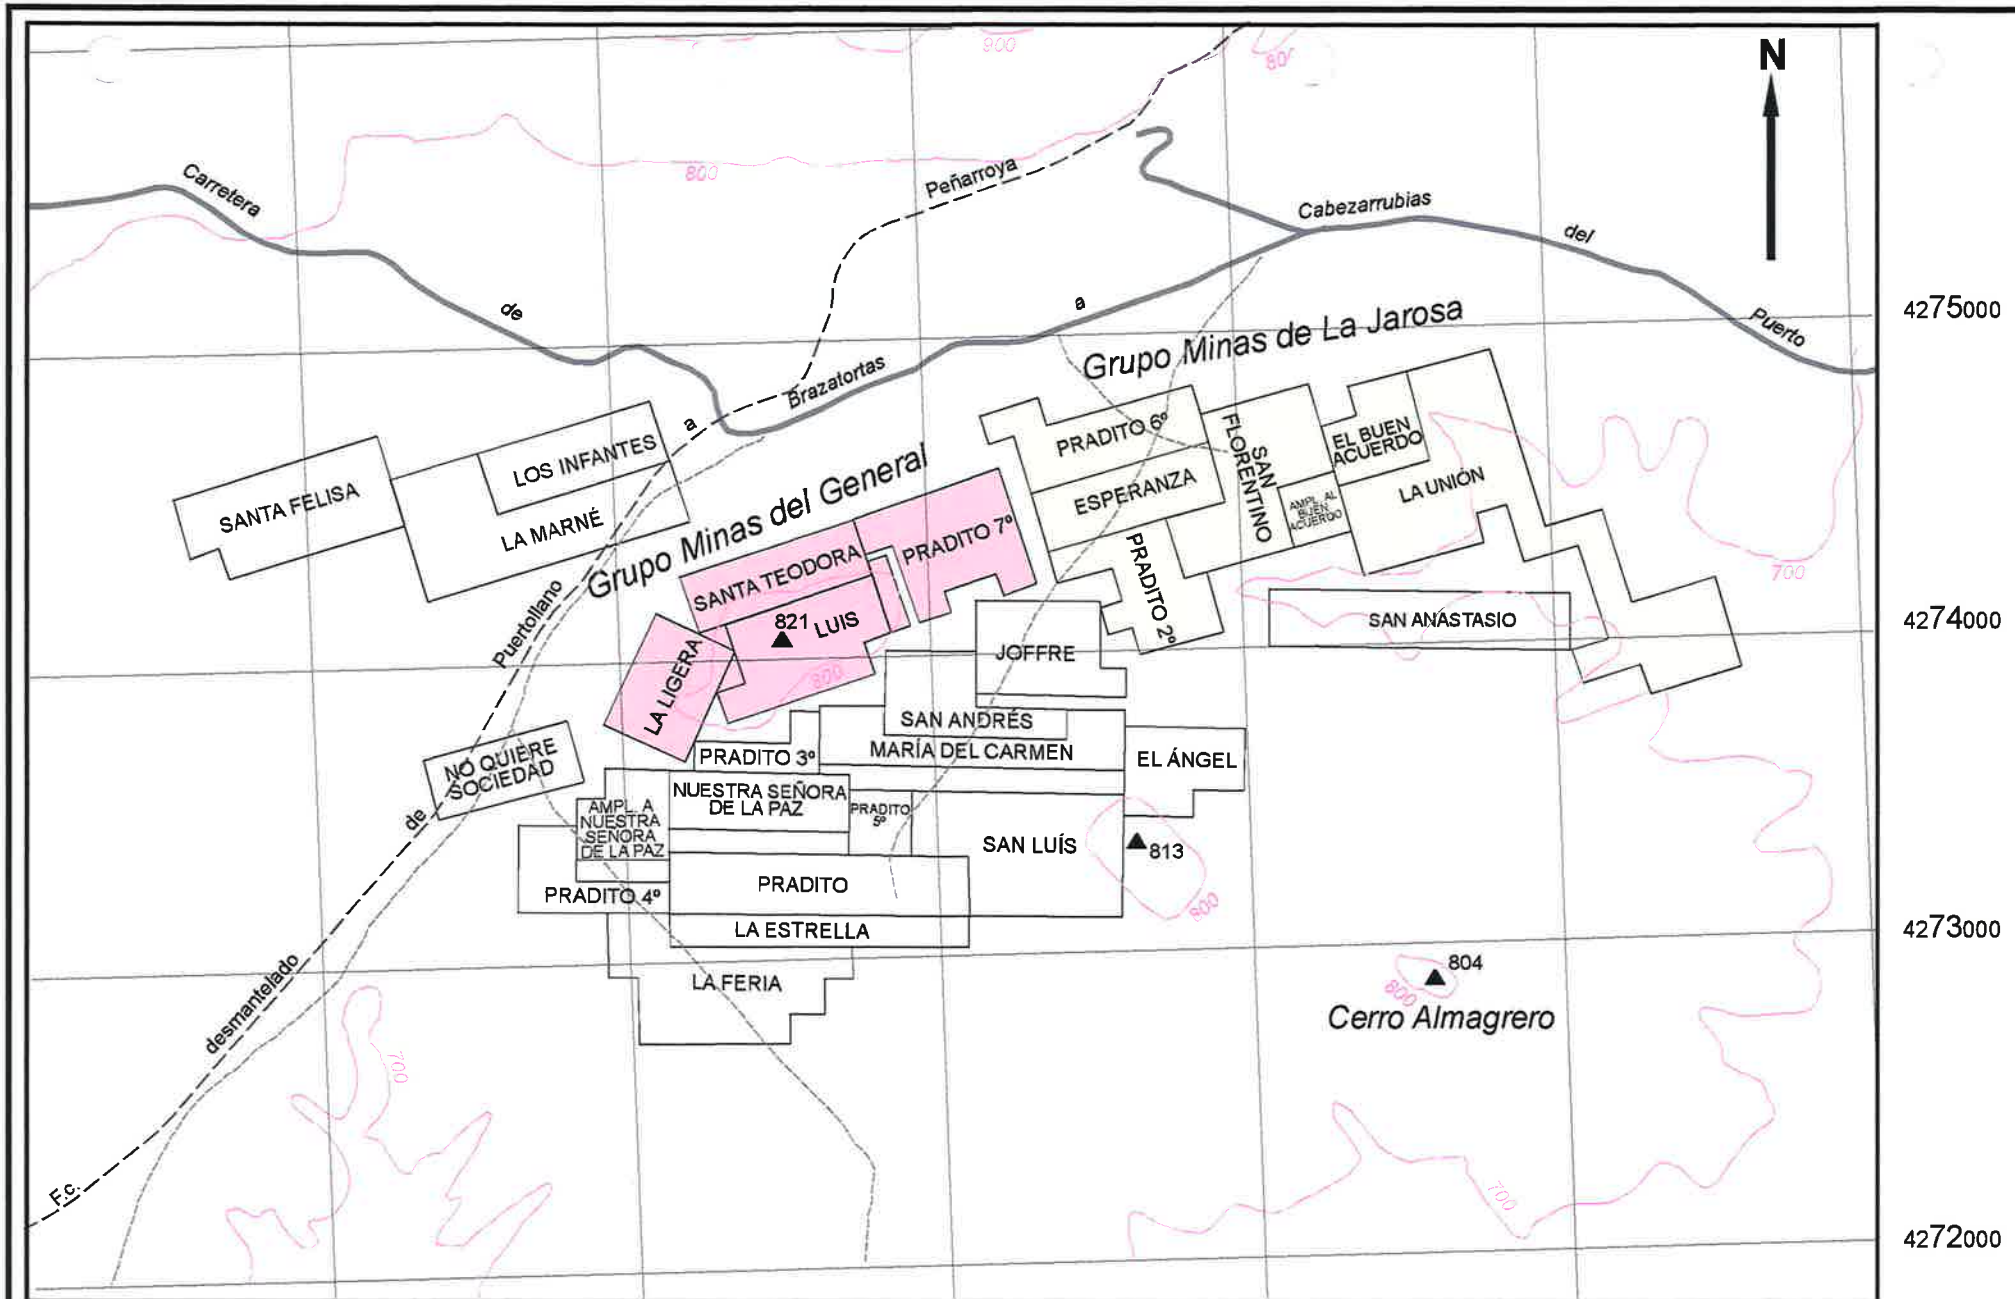 900
800
N
Carretera
800
Peñarroya
Cabezarrubias
del
de
a
Puerto
4275000
Grupo Minas de La Jarosa
Brazatortas
a
LOS INFANTES
SANTA FELISA
LA MARNÉ
Grupo Minas del General
PRADITO 6º
ESPERANZA
SAN
FLORENTINO
EL BUEN
ACUERDO
AMPL. AL
BUEN
ACUERDO
LA UNIÓN
PRADITO 7º
SANTA TEODORA
PRADITO 2º
700
Puertollano
821
LUIS
LA LIGERA
800
JOFFRE
SAN ANASTASIO
4274000
SAN ANDRÉS
MARÍA DEL CARMEN
EL ÁNGEL
PRADITO 3º
NO QUIERE
SOCIEDAD
NUESTRA SEÑORA
DE LA PAZ
AMPL. A
NUESTRA
SEÑORA
DE LA PAZ
PRADITO
5º
de
SAN LUÍS
813
PRADITO
PRADITO 4º
800
LA ESTRELLA
4273000
desmantelado
LA FERIA
804
800
Cerro Almagrero
700
700
F.c.
4272000